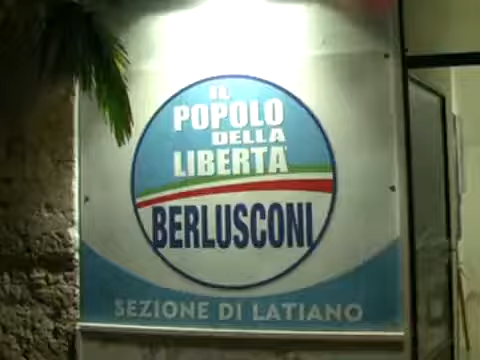 IL
POPOLO
DELLA
LIBERTÀ
BERLUSCONI
SEZIONE DI LATIANO